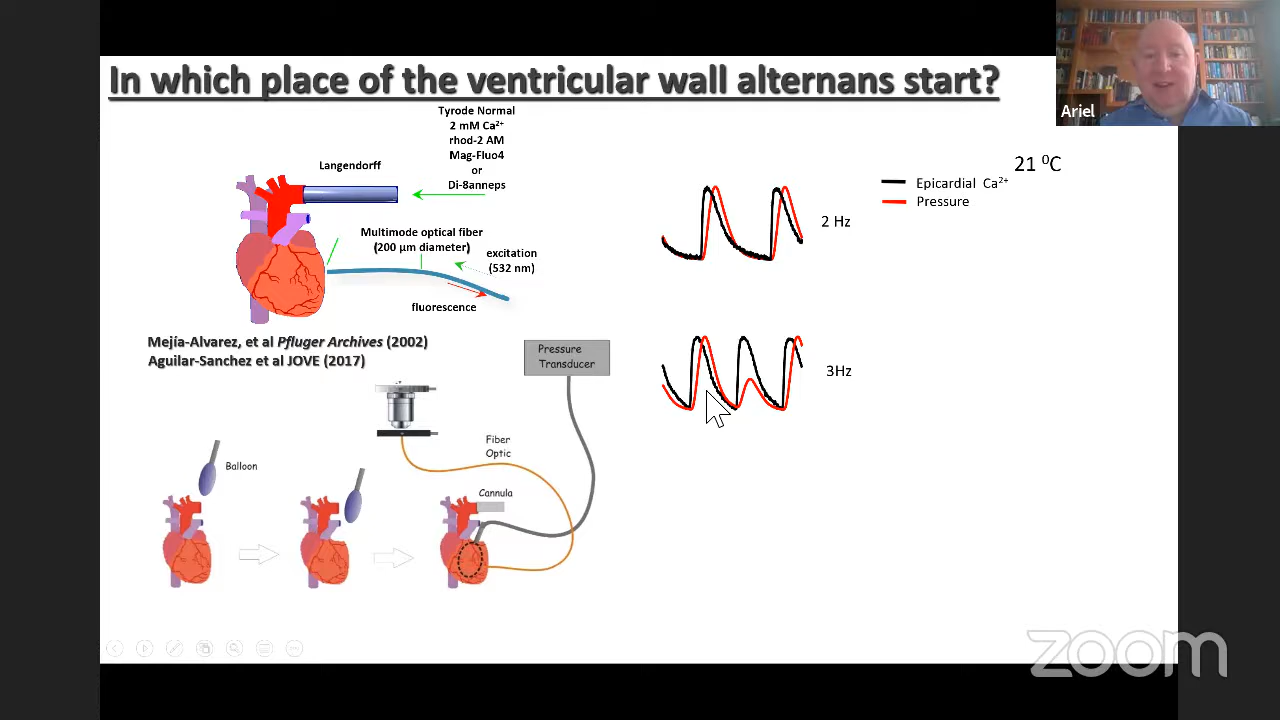 In which place of the ventricular wall alternans start?
Ariel
Tyrode Normal
2 mM Ca²⁺
rhod-2 AM
Mag-Fluo4
or
Di-8anneps
Langendorff
Multimode optical fiber
(200 µm diameter)
excitation
(532 nm)
fluorescence
21 ⁰C
Epicardial Ca²⁺
Pressure
2 Hz
3Hz
Mejía-Alvarez, et al Pfluger Archives (2002)
Aguilar-Sanchez et al JOVE (2017)
Pressure
Transducer
Fiber
Optic
Balloon
Cannula
zoom